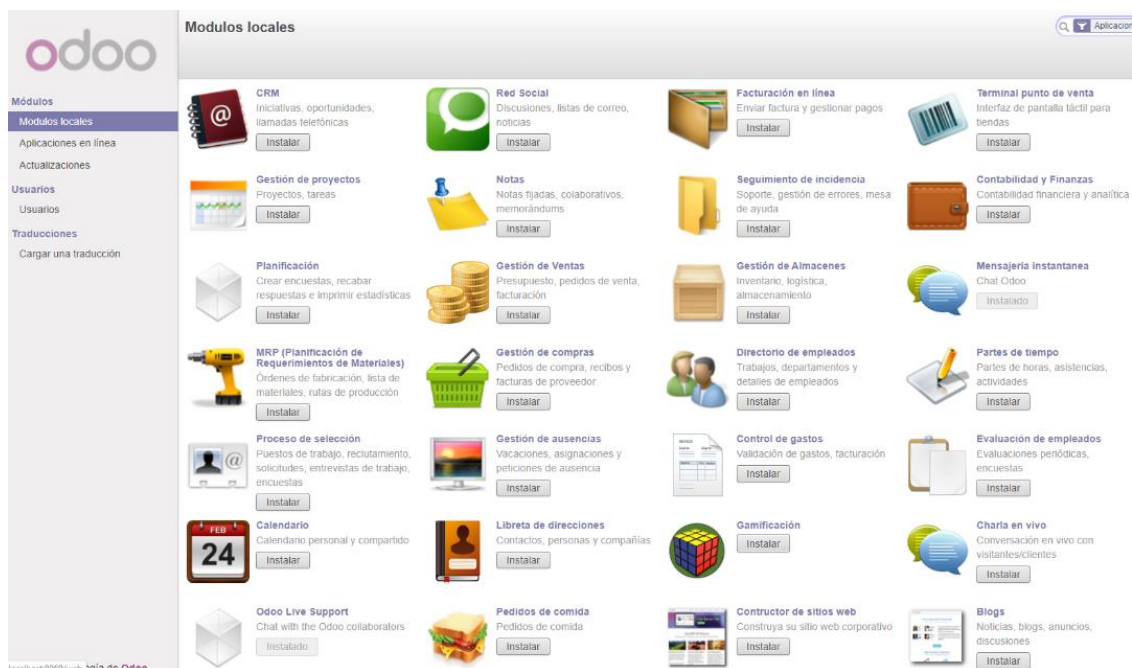 odoo
Módulos
Modulos locales
Aplicaciones en línea
Actualizaciones
Usuarios
Usuarios
Traducciones
Cargar una traducción
Modulos locales
CRM
Iniciativas, oportunidades,
llamadas telefónicas
Instalar
Red Social
Discusiones, listas de correo,
noticias
Instalar
Facturación en línea
Enviar factura y gestionar pagos
Instalar
Terminal punto de venta
Interfaz de pantalla táctil para
tiendas
Instalar
Gestión de proyectos
Proyectos, tareas
Instalar
Notas
Notas fijadas, colaborativos,
memorándums
Instalar
Seguimiento de incidencia
Soporte, gestión de errores, mesa
de ayuda
Instalar
Contabilidad y Finanzas
Contabilidad financiera y analítica
Instalar
Planificación
Crear encuestas, recabar
respuestas e imprimir estadísticas
Instalar
Gestión de Ventas
Presupuesto, pedidos de venta,
facturación
Instalar
Gestión de Almacenes
Inventario, logística,
almacenamiento
Instalar
Mensajería instantanea
Chat Odoo
Instalado
MRP (Planificación de
Requerimientos de Materiales)
Órdenes de fabricación, lista de
materiales, rutas de producción
Instalar
Gestión de compras
Pedidos de compra, recibos y
facturas de proveedor
Instalar
Directorio de empleados
Trabajos, departamentos y
detalles de empleados
Instalar
Partes de tiempo
Partes de horas, asistencias,
actividades
Instalar
@
Proceso de selección
Puestos de trabajo, reclutamiento,
solicitudes, entrevistas de trabajo,
encuestas
Instalar
Gestión de ausencias
Vacaciones, asignaciones y
peticiones de ausencia
Instalar
Control de gastos
Validación de gastos, facturación
Instalar
Evaluación de empleados
Evaluaciones periódicas,
encuestas
Instalar
FEB
24
Calendario
Calendario personal y compartido
Instalar
Libreta de direcciones
Contactos, personas y compañías
Instalar
Gamificación
Instalar
Charla en vivo
Conversación en vivo con
visitantes/clientes
Instalar
Odoo Live Support
Chat with the Odoo collaborators
Instalado
Pedidos de comida
Pedidos de comida
Instalar
Contructor de sitios web
Construya su sitio web corporativo
Instalar
Blogs
Noticias, blogs, anuncios,
discusiones
Instalar
de Odoo